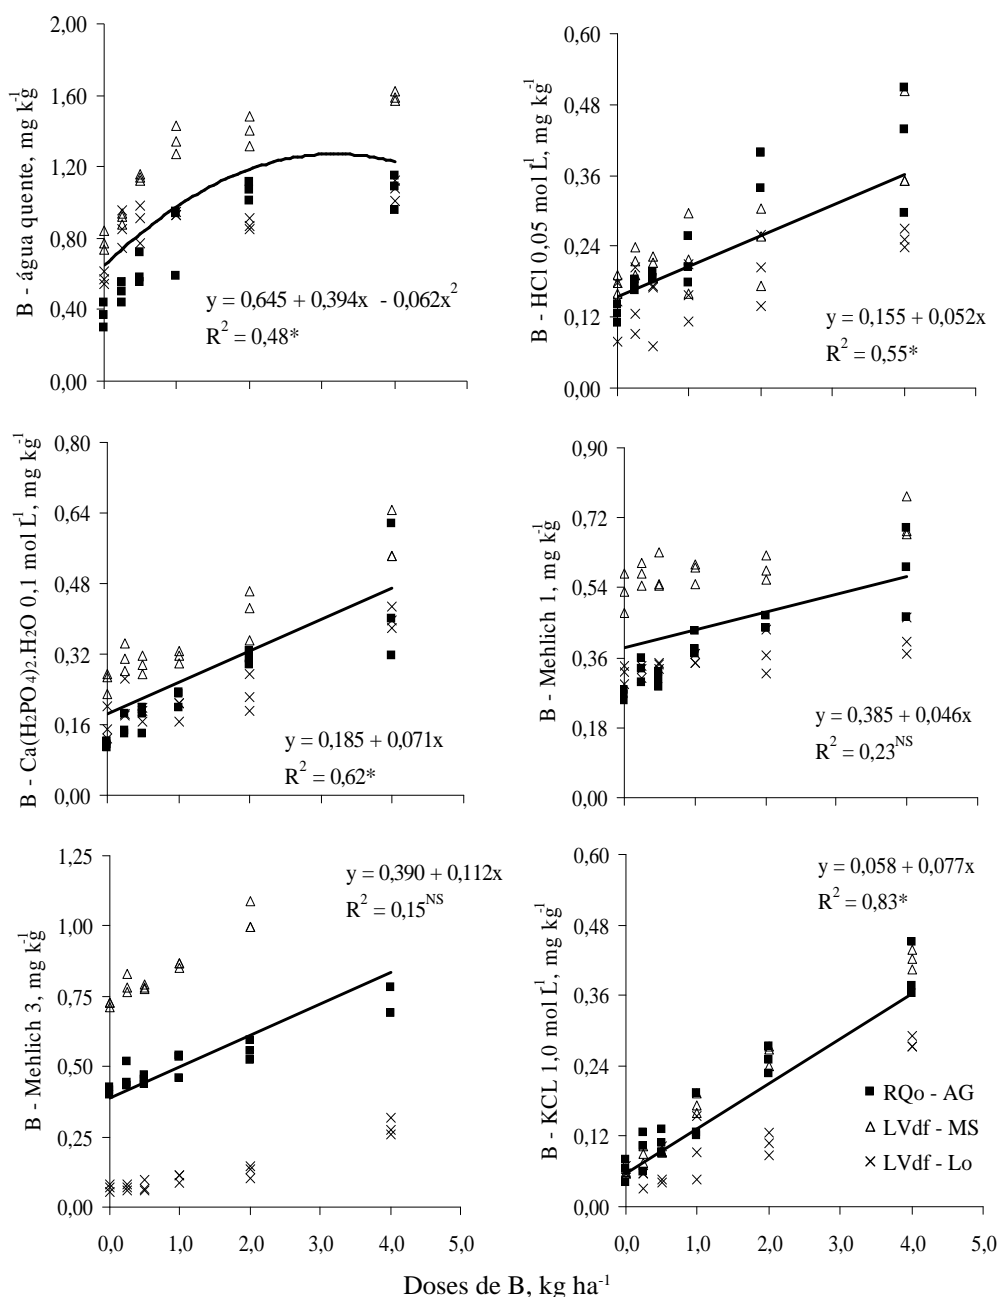 2,00
1,60
1,20
0,80
0,40
0,00
B - água quente, mg kg-1
y = 0,645 + 0,394x - 0,062x2
R2 = 0,48*
0,60
0,48
0,36
0,24
0,12
0,00
B - HCl 0,05 mol L-1, mg kg-1
y = 0,155 + 0,052x
R2 = 0,55*
0,80
0,64
0,48
0,32
0,16
0,00
B - Ca(H2PO4)2.H2O 0,1 mol L-1, mg kg-1
y = 0,185 + 0,071x
R2 = 0,62*
0,90
0,72
0,54
0,36
0,18
0,00
B - Mehlich 1, mg kg-1
y = 0,385 + 0,046x
R2 = 0,23NS
1,25
1,00
0,75
0,50
0,25
0,00
B - Mehlich 3, mg kg-1
y = 0,390 + 0,112x
R2 = 0,15NS
0,0 1,0 2,0 3,0 4,0 5,0
0,60
0,48
0,36
0,24
0,12
0,00
B - KCL 1,0 mol L-1, mg kg-1
y = 0,058 + 0,077x
R2 = 0,83*
RQo - AG
LVdf - MS
LVdf - Lo
0,0 1,0 2,0 3,0 4,0 5,0
Doses de B, kg ha-1